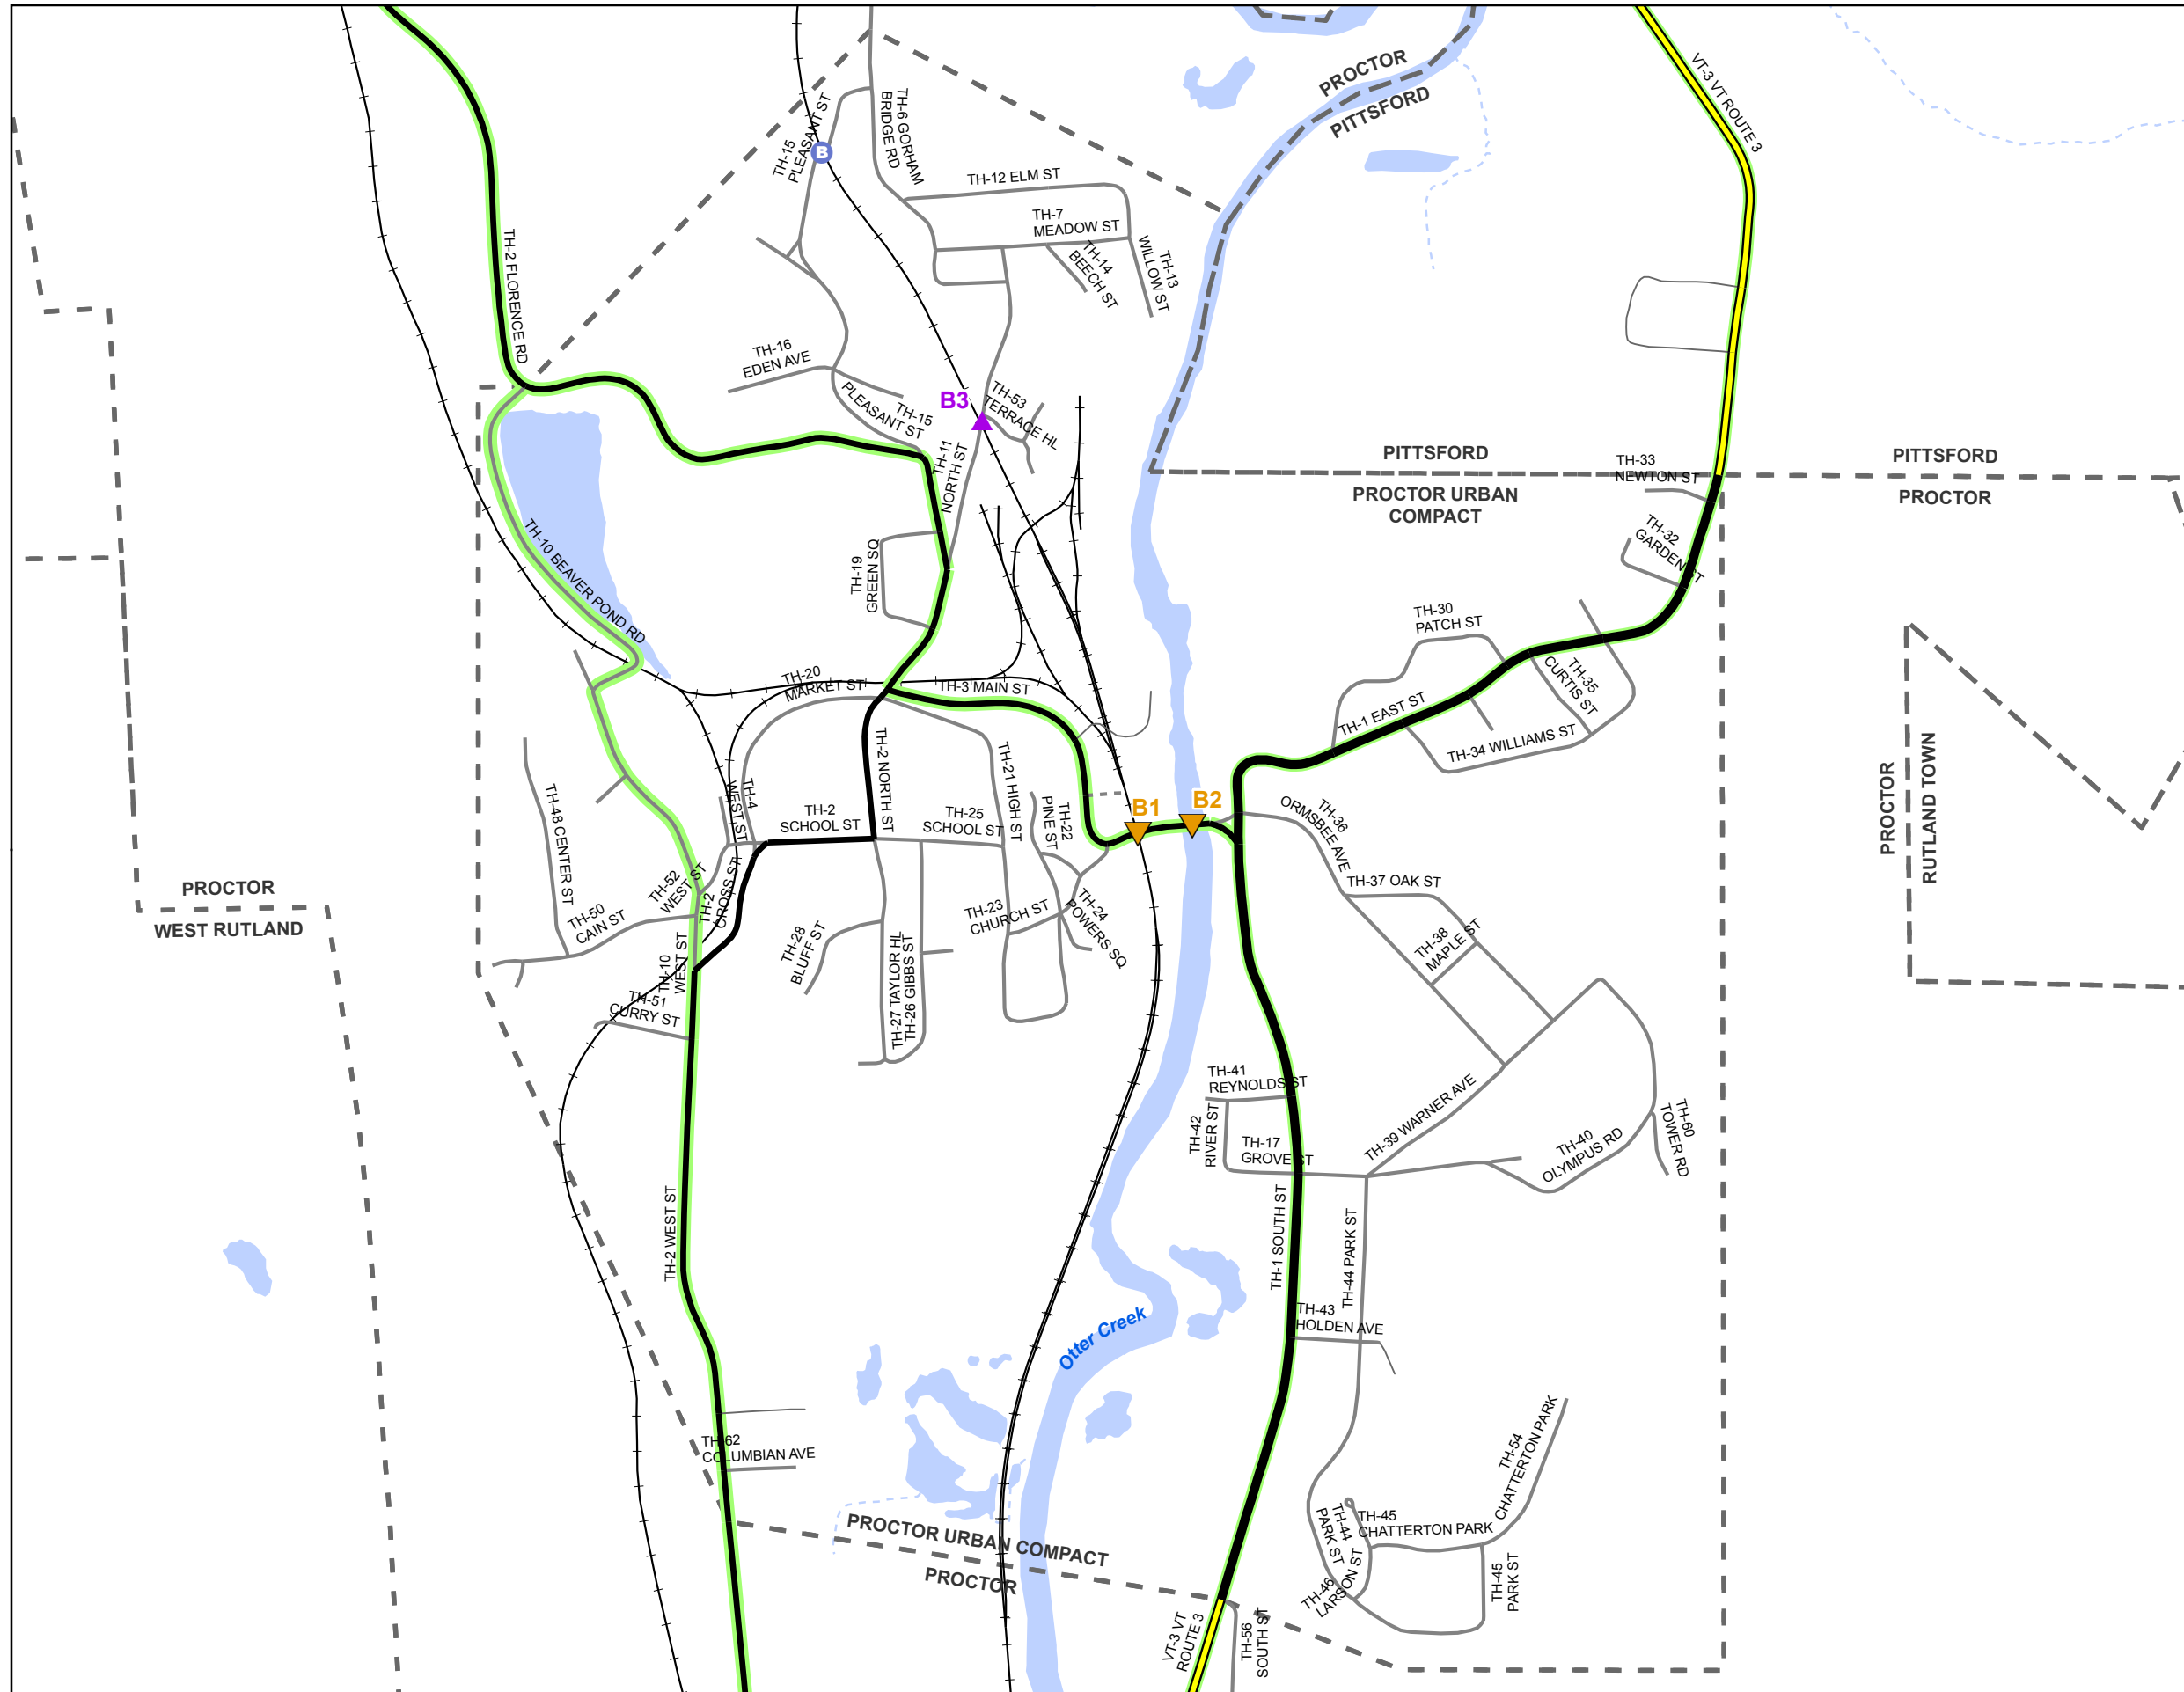 PROCTOR
PITTSFORD
VT-3 VT ROUTE 3
TH-15
PLEASANT ST
B
TH-6 GORHAM
BRIDGE RD
TH-12 ELM ST
TH-7
MEADOW ST
TH-14
BEECH ST
TH-13
WILLOW ST
TH-2 FLORENCE RD
TH-16
EDEN AVE
TH-15
PLEASANT ST
B3
TH-53
TERRACE HL
TH-11
NORTH ST
PITTSFORD
PROCTOR URBAN
COMPACT
TH-33
NEWTON ST
PITTSFORD
PROCTOR
TH-32
GARDEN ST
TH-10 BEAVER POND RD
TH-19
GREEN SQ
TH-30
PATCH ST
TH-35
CURTIS ST
TH-20
MARKET ST
TH-3 MAIN ST
TH-1 EAST ST
TH-34 WILLIAMS ST
TH-48 CENTER ST
TH-4
WEST ST
TH-2
SCHOOL ST
TH-2 NORTH ST
TH-25
SCHOOL ST
TH-21 HIGH ST
TH-22
PINE ST
B1
B2
TH-36
ORMSBEE AVE
PROCTOR
RUTLAND TOWN
PROCTOR
WEST RUTLAND
TH-52
WEST ST
TH-2
CROSS ST
TH-50
CAIN ST
TH-10
WEST ST
TH-51
CURRY ST
TH-28
BLUFF ST
TH-27 TAYLOR HL
TH-26 GIBBS ST
TH-23
CHURCH ST
TH-24
POWERS SQ
TH-37 OAK ST
TH-38
MAPLE ST
TH-41
REYNOLDS ST
TH-42
RIVER ST
TH-17
GROVE ST
TH-39 WARNER AVE
TH-40
OLYMPUS RD
TH-60
TOWER RD
TH-2 WEST ST
TH-1 SOUTH ST
TH-44 PARK ST
TH-43
HOLDEN AVE
Otter Creek
TH-62
COLUMBIAN AVE
TH-54
CHATTERTON PARK
TH-45
CHATTERTON PARK
TH-44
PARK ST
TH-46
LARSON ST
TH-45
PARK ST
PROCTOR URBAN COMPACT
PROCTOR
VT-3 VT
ROUTE 3
TH-56
SOUTH ST